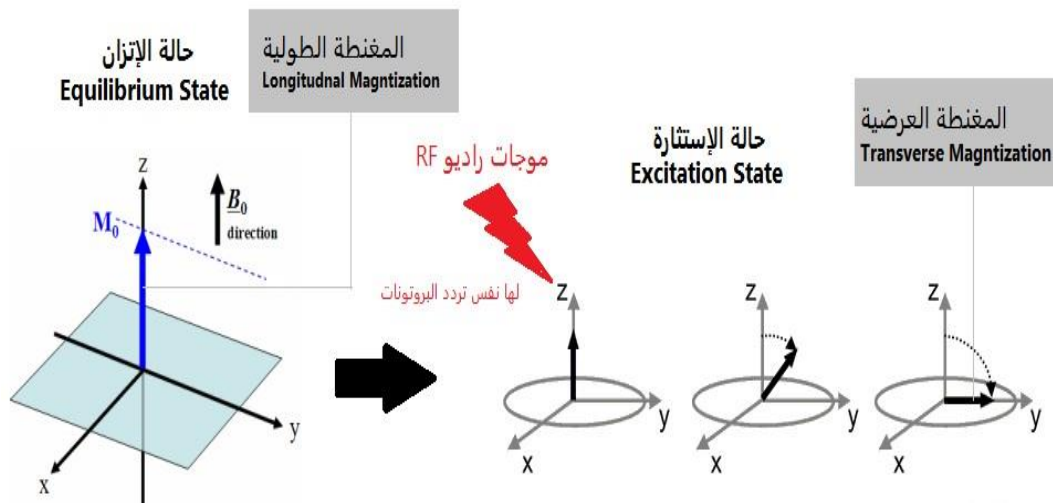 حالة الإتزان
Equilibrium State
المغنطة الطولية
Longitudnal Magntization
موجات راديو RF
لها نفس تردد البروتونات
حالة الإستثارة
Excitation State
المغنطة العرضية
Transverse Magntization
z
B0
direction
M0
y
x
z
y
x
z
y
x
z
y
x